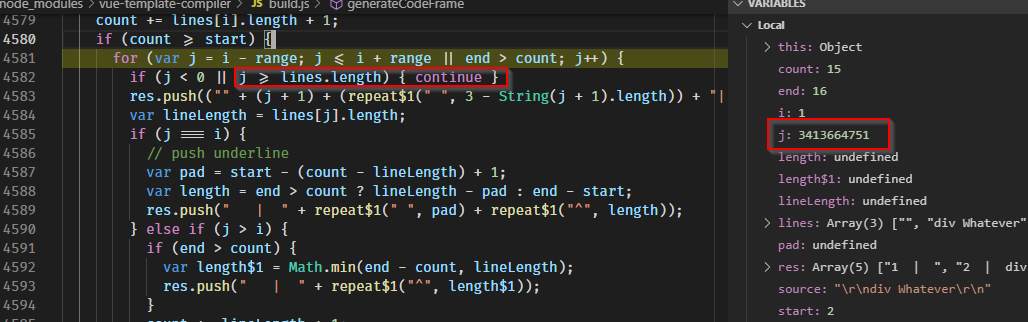 node_modules > vue-template-compiler > JS build.js > generateCodeFrame
4579 count += lines[i].length + 1;
4580 if (count >= start) {
4581 for (var j = i - range; j <= i + range || end > count; j++) {
4582 if (j < 0 || j >= lines.length) { continue }
4583 res.push(("" + (j + 1) + (repeat$1(" ", 3 - String(j + 1).length)) + "|
4584 var lineLength = lines[j].length;
4585 if (j === i) {
4586 // push underline
4587 var pad = start - (count - lineLength) + 1;
4588 var length = end > count ? lineLength - pad : end - start;
4589 res.push("   |  " + repeat$1(" ", pad) + repeat$1("^", length));
4590 } else if (j > i) {
4591 if (end > count) {
4592 var length$1 = Math.min(end - count, lineLength);
4593 res.push("   |  " + repeat$1("^", length$1));
4594 }
VARIABLES
Local
this: Object
count: 15
end: 16
i: 1
j: 3413664751
length: undefined
length$1: undefined
lineLength: undefined
lines: Array(3) ["", "div Whatever"
pad: undefined
res: Array(5) ["1  |  ", "2  |  div
source: "\r\ndiv Whatever\r\n"
start: 2